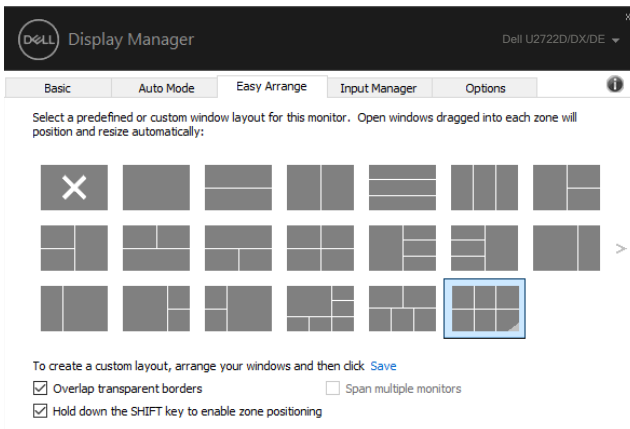 DELL Display Manager
Dell U2722D/DX/DE
Basic Auto Mode Easy Arrange Input Manager Options
Select a predefined or custom window layout for this monitor. Open windows dragged into each zone will
position and resize automatically:
To create a custom layout, arrange your windows and then click Save
Overlap transparent borders
Span multiple monitors
Hold down the SHIFT key to enable zone positioning